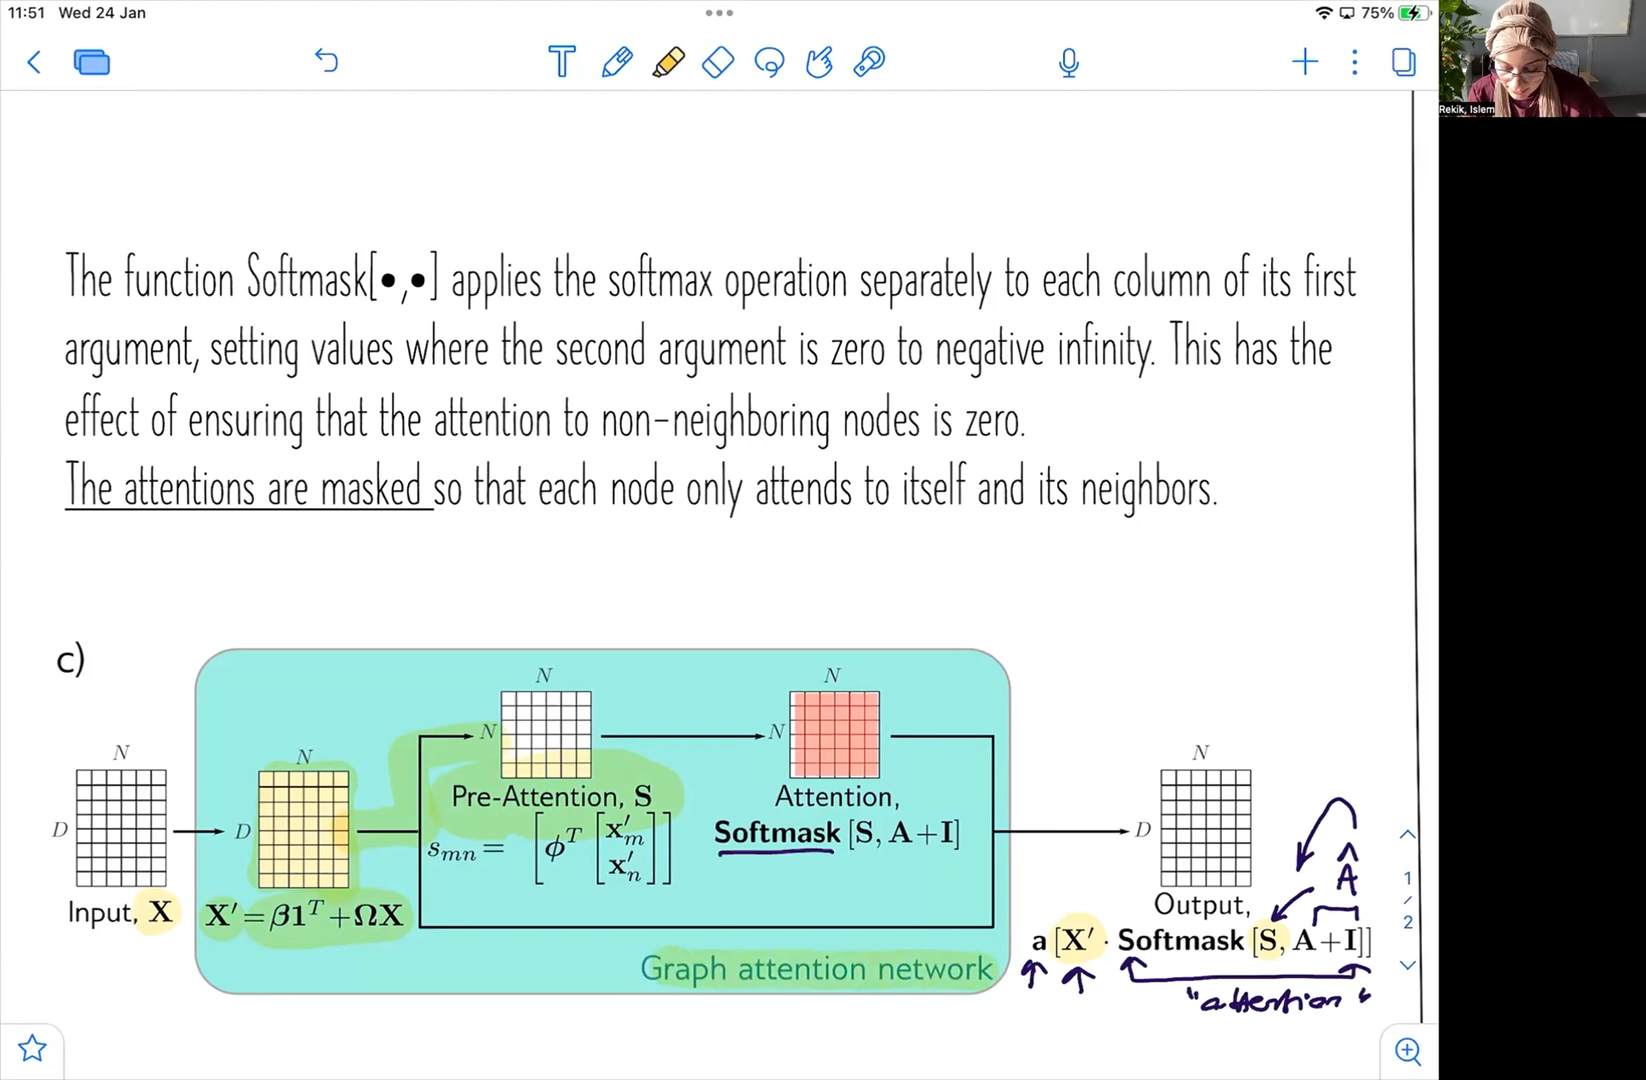 11:51 Wed 24 Jan
75%
Rekik, Islem
The function Softmask[•,•] applies the softmax operation separately to each column of its first
argument, setting values where the second argument is zero to negative infinity. This has the
effect of ensuring that the attention to non-neighboring nodes is zero.
The attentions are masked so that each node only attends to itself and its neighbors.
c)
N
D
Input, X
N
D
X′ = β1ᵀ + ΩX
N
N
Pre-Attention, S
sₘₙ = [ϕᵀ [x′ₘ
x′ₙ]]
N
N
Attention,
Softmask [S, A+I]
Graph attention network
N
D
Output,
Â
a [X′ · Softmask [S, A+I]]
"attention"
1
/
2